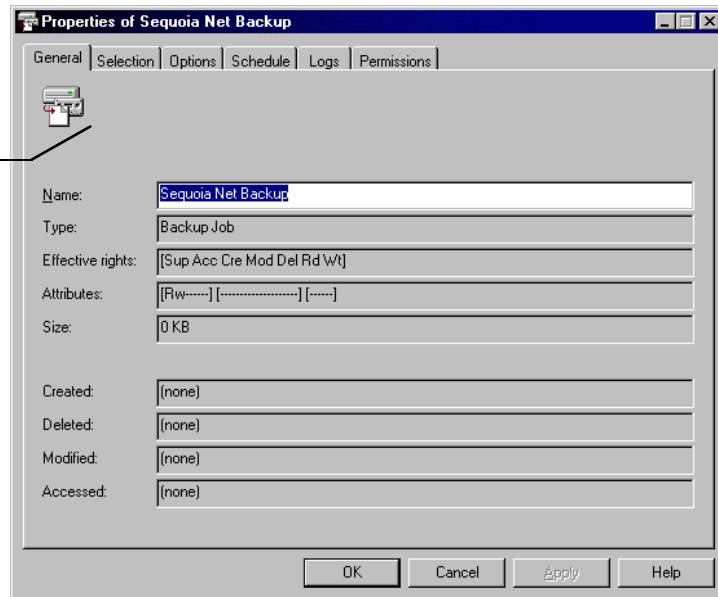 Properties of Sequoia Net Backup
General Selection Options Schedule Logs Permissions
Name: Sequoia Net Backup
Type: Backup Job
Effective rights: [Sup Acc Cre Mod Del Rd Wt]
Attributes: [Rw------] [--------------------] [------]
Size: 0 KB
Created: (none)
Deleted: (none)
Modified: (none)
Accessed: (none)
OK Cancel Apply Help